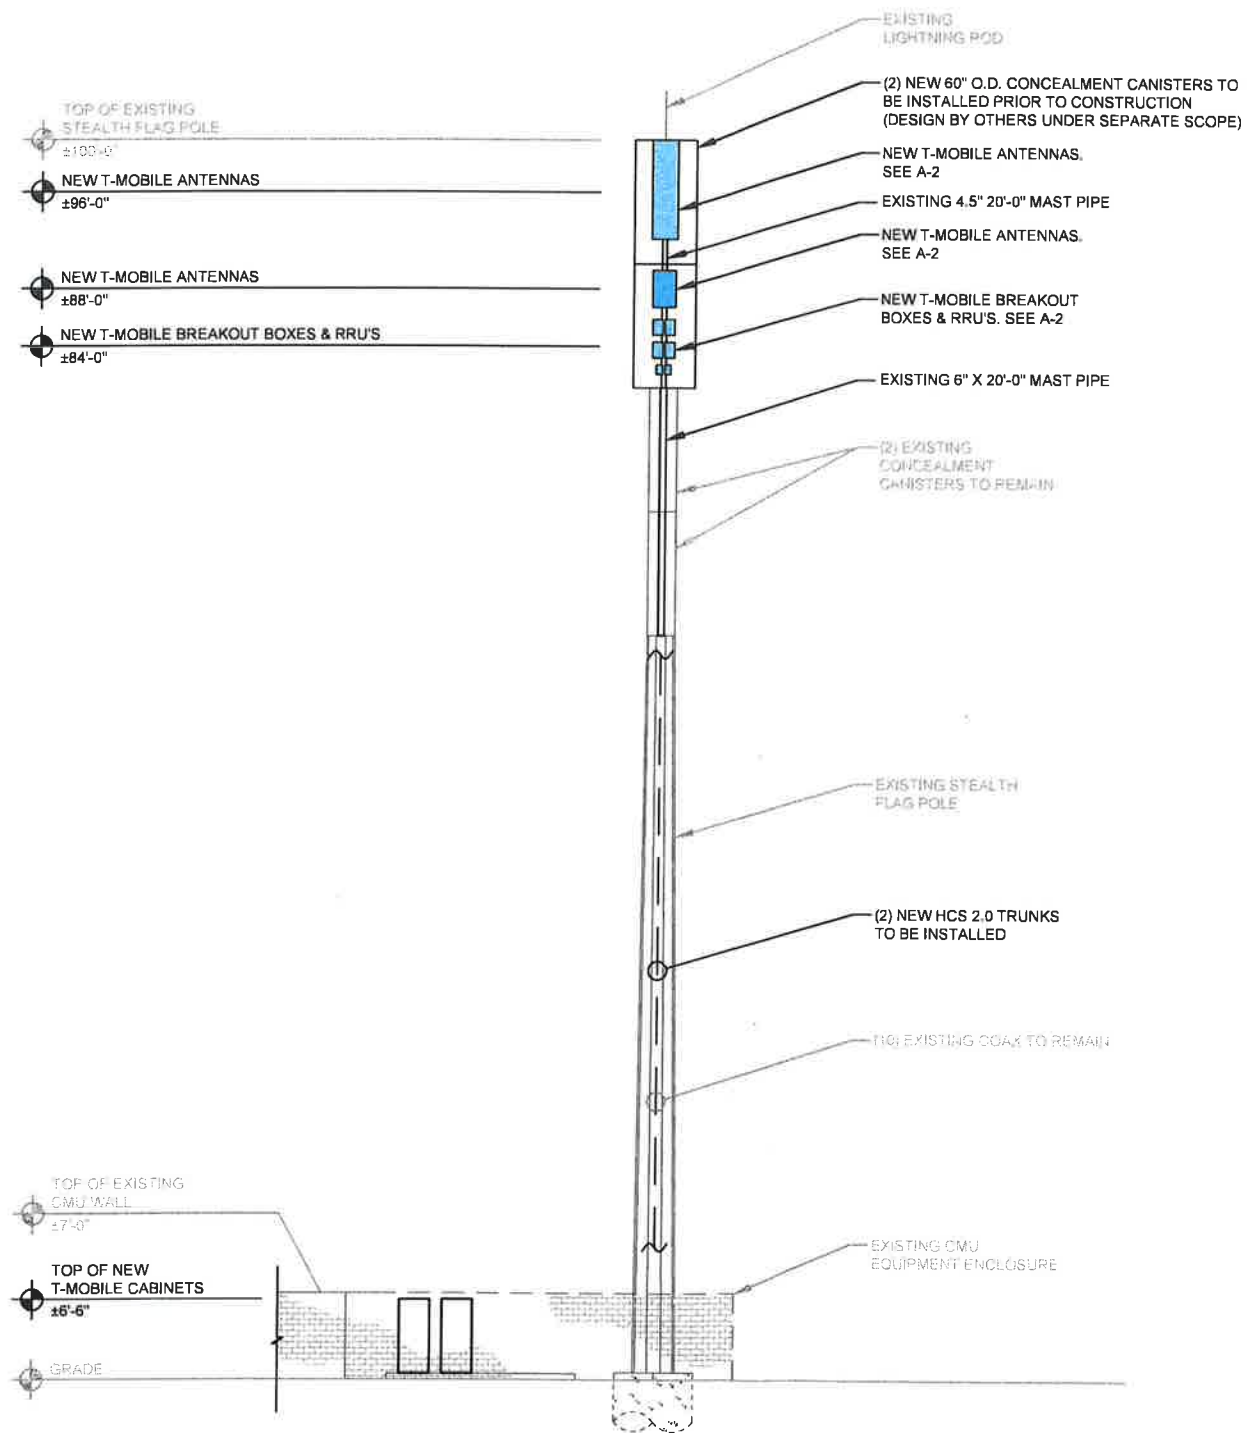 EXISTING
LIGHTNING ROD
(2) NEW 60" O.D. CONCEALMENT CANISTERS TO
BE INSTALLED PRIOR TO CONSTRUCTION
(DESIGN BY OTHERS UNDER SEPARATE SCOPE)
TOP OF EXISTING
STEALTH FLAG POLE
±100'-0"
NEW T-MOBILE ANTENNAS.
SEE A-2
NEW T-MOBILE ANTENNAS
±96'-0"
EXISTING 4.5" 20'-0" MAST PIPE
NEW T-MOBILE ANTENNAS.
SEE A-2
NEW T-MOBILE ANTENNAS
±88'-0"
NEW T-MOBILE BREAKOUT
BOXES & RRU'S. SEE A-2
NEW T-MOBILE BREAKOUT BOXES & RRU'S
±84'-0"
EXISTING 6" X 20'-0" MAST PIPE
(2) EXISTING
CONCEALMENT
CANISTERS TO REMAIN
EXISTING STEALTH
FLAG POLE
(2) NEW HCS 2.0 TRUNKS
TO BE INSTALLED
(10) EXISTING COAX TO REMAIN
TOP OF EXISTING
CMU WALL
±7'-0"
EXISTING CMU
EQUIPMENT ENCLOSURE
TOP OF NEW
T-MOBILE CABINETS
±6'-6"
GRADE